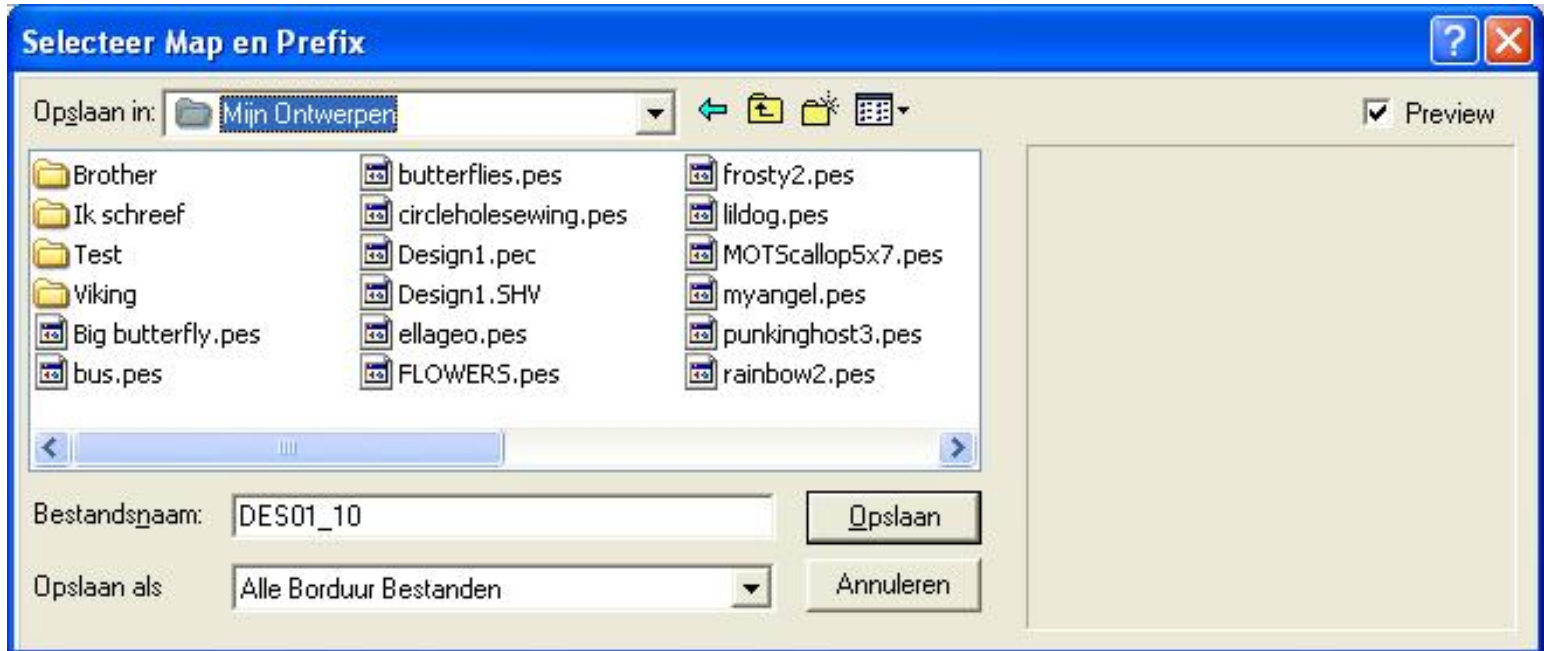 Selecteer Map en Prefix
Opslaan in: Mijn Ontwerpen Preview
Brother butterflies.pes frosty2.pes
Ik schreef circleholesewing.pes lildog.pes
Test Design1.pec MOTScallop5x7.pes
Viking Design1.SHV myangel.pes
Big butterfly.pes ellageo.pes punkinghost3.pes
bus.pes FLOWERS.pes rainbow2.pes
Bestandsnaam: DES01_10 Opslaan
Opslaan als Alle Borduur Bestanden Annuleren